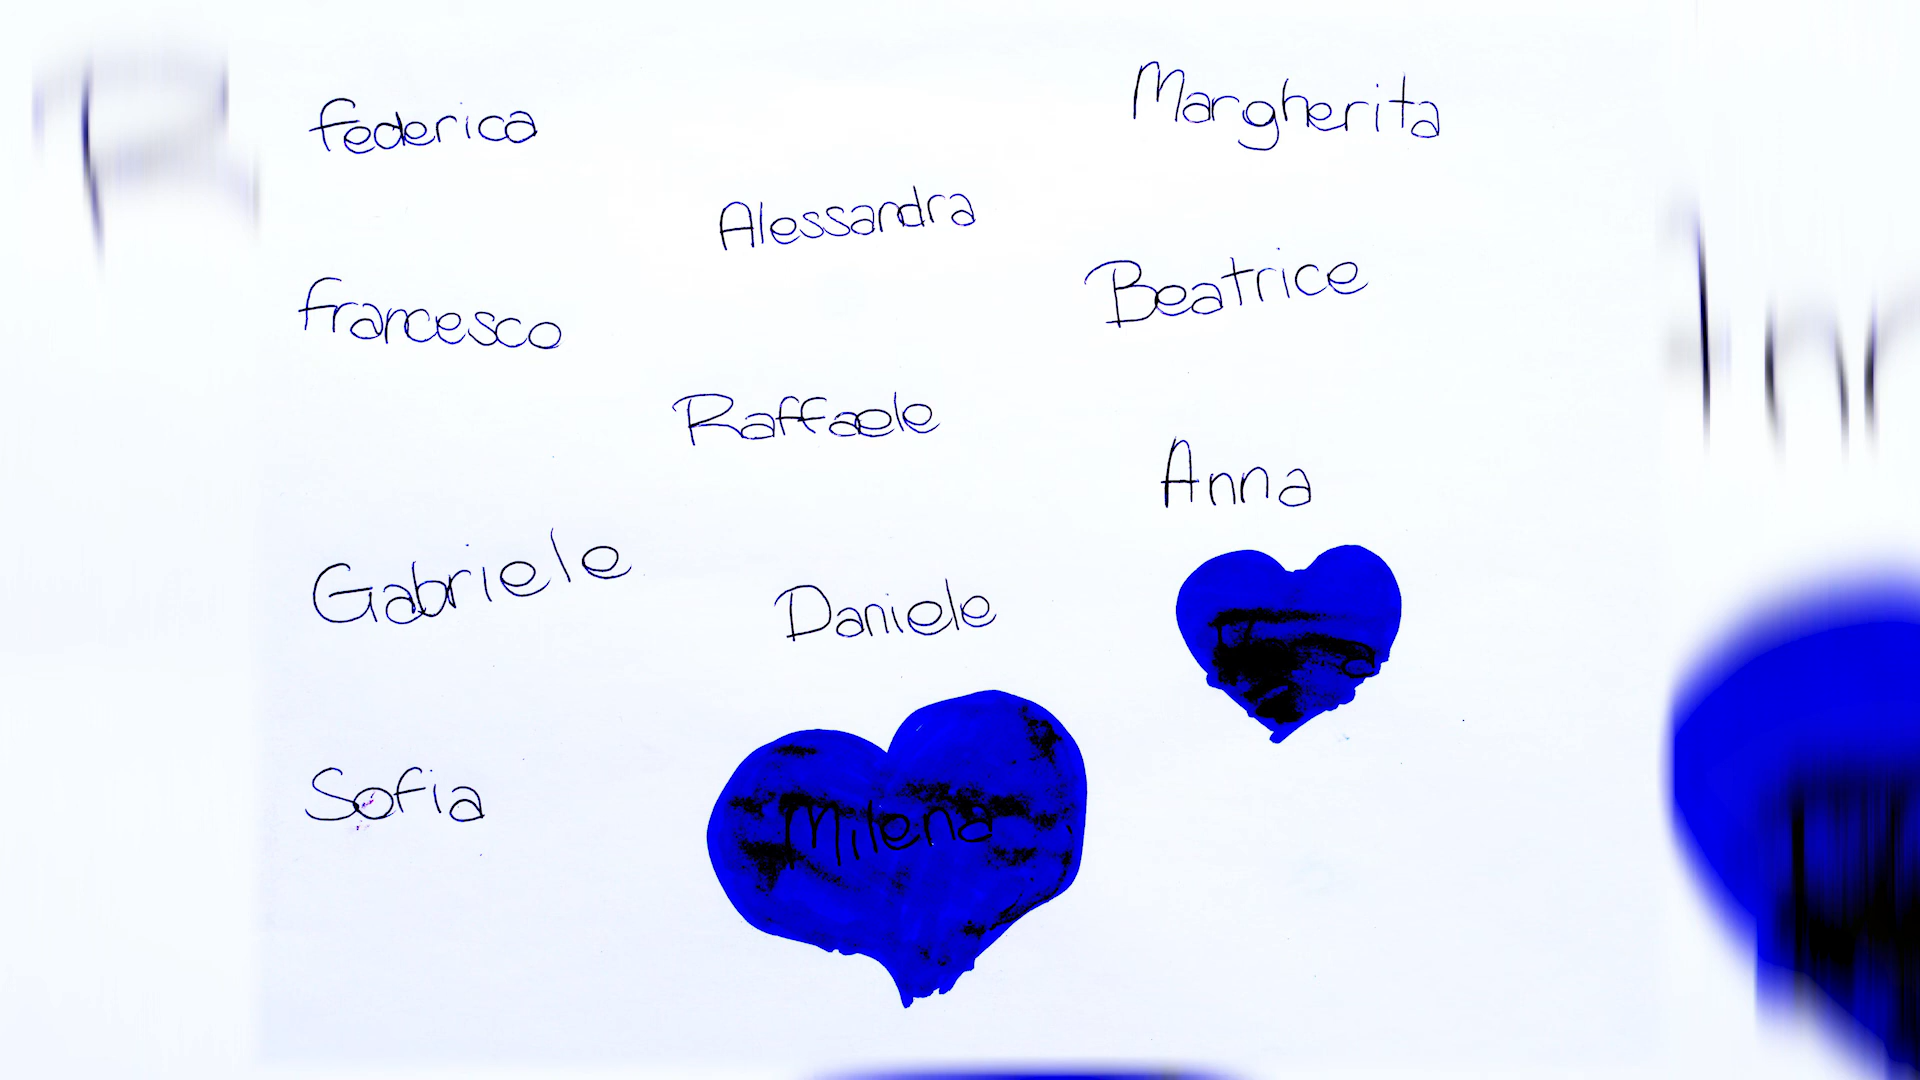 Federica
Margherita
Alessandra
Beatrice
Francesco
Raffaele
Anna
Gabriele
Daniele
Sofia
Milena